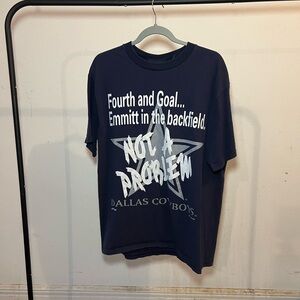 Fourth and Goal...
Emmitt in the backfield.
NOT A
PROBLEM
DALLAS COWBOYS